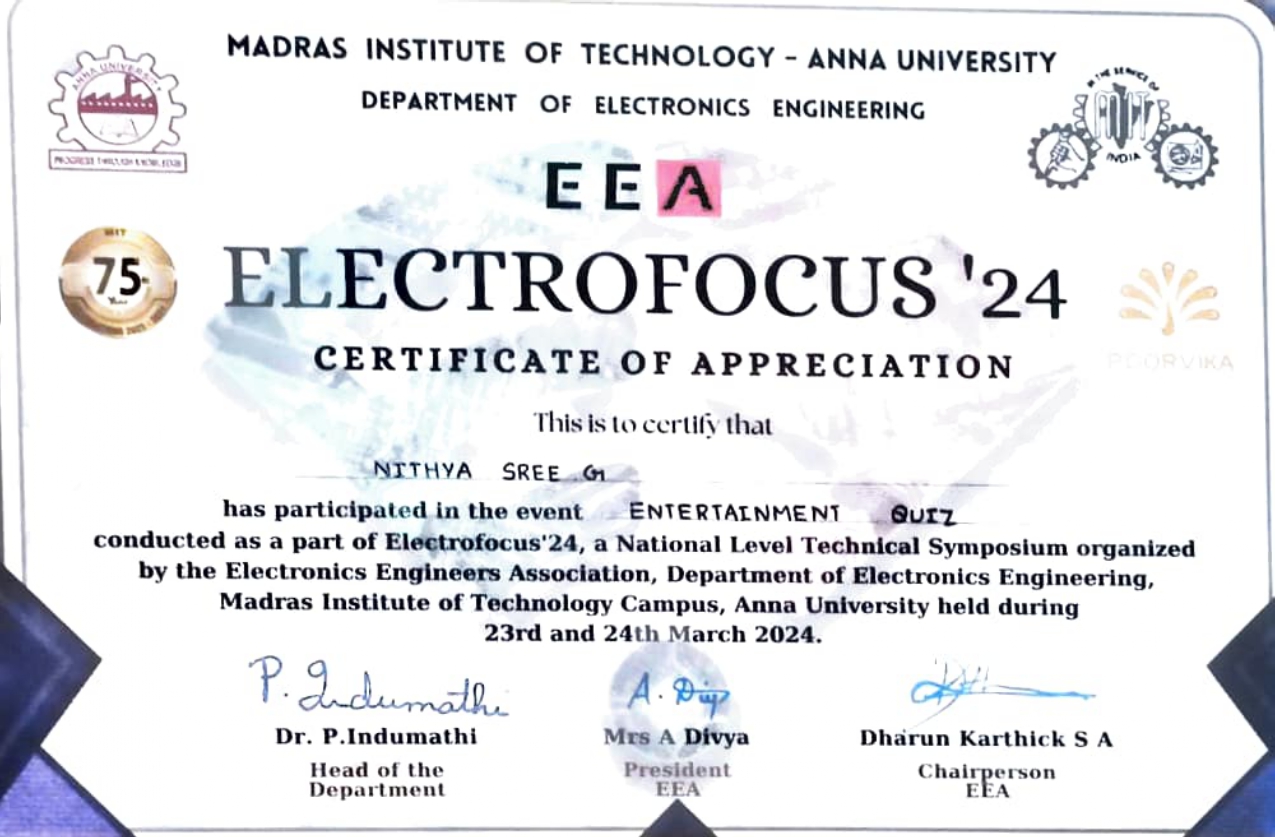 MADRAS INSTITUTE OF TECHNOLOGY - ANNA UNIVERSITY
DEPARTMENT OF ELECTRONICS ENGINEERING
ANNA UNIVERSITY
PROGRESS THROUGH KNOWLEDGE
IN THE SERVICE OF
MIT
INDIA
EEA
MIT
75
Years
ELECTROFOCUS '24
POORVIKA
CERTIFICATE OF APPRECIATION
This is to certify that
NITHYA SREE G
has participated in the event ENTERTAINMENT QUIZ
conducted as a part of Electrofocus'24, a National Level Technical Symposium organized
by the Electronics Engineers Association, Department of Electronics Engineering,
Madras Institute of Technology Campus, Anna University held during
23rd and 24th March 2024.
P. Indumathi
A. Divy
Dr. P.Indumathi
Mrs A Divya
Dharun Karthick S A
Head of the
Department
President
EEA
Chairperson
EEA